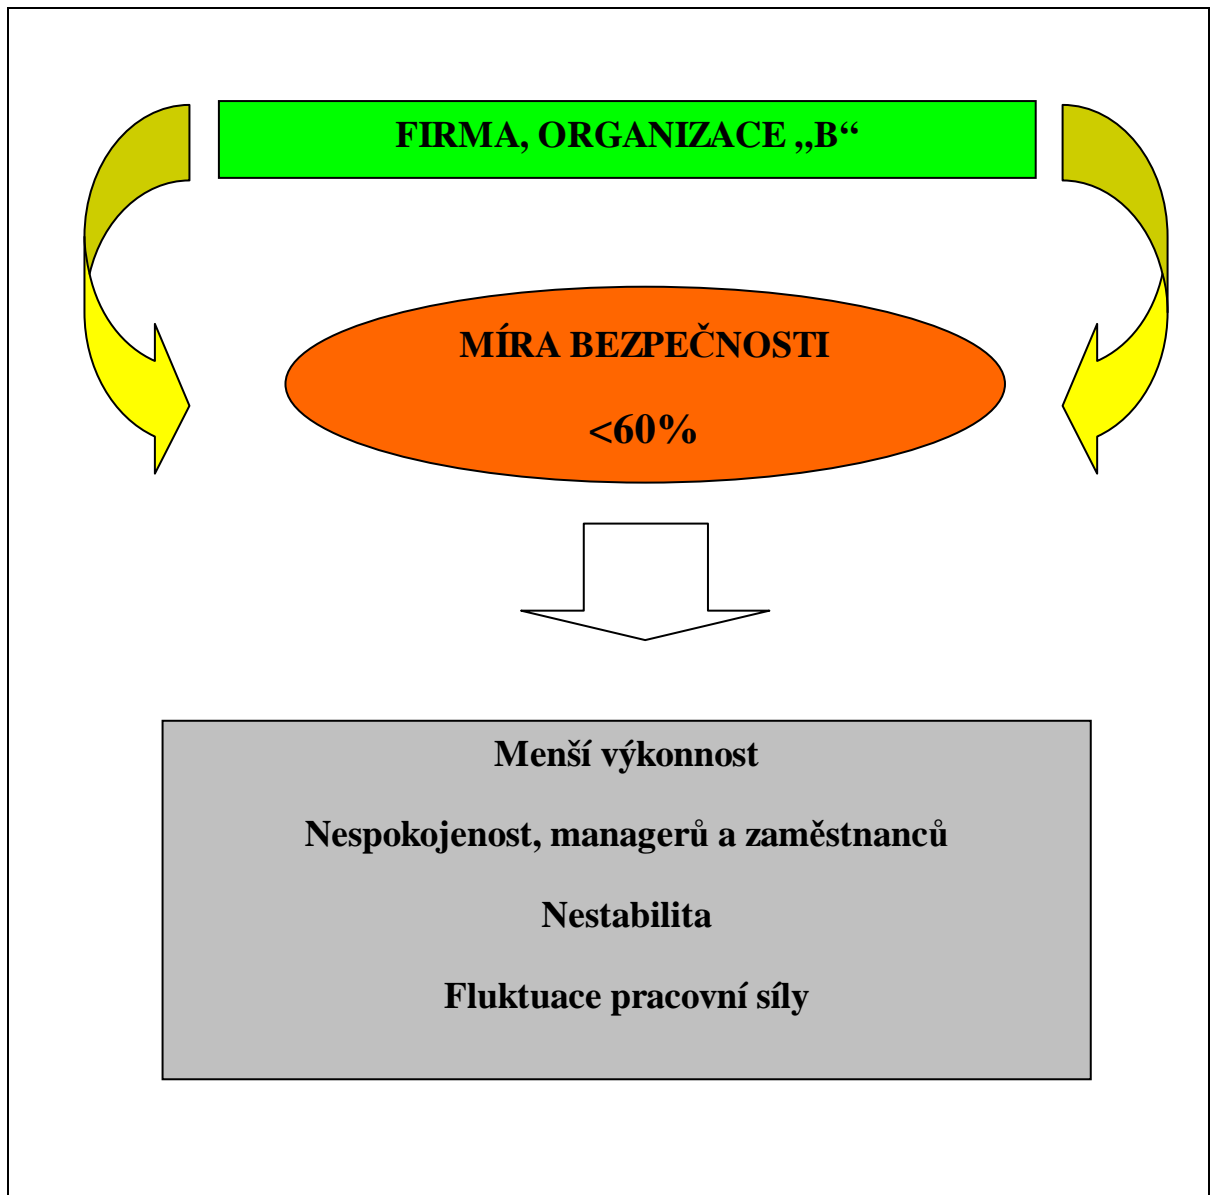 FIRMA, ORGANIZACE „B“
MÍRA BEZPEČNOSTI
<60%
Menší výkonnost
Nespokojenost, managerů a zaměstnanců
Nestabilita
Fluktuace pracovní síly